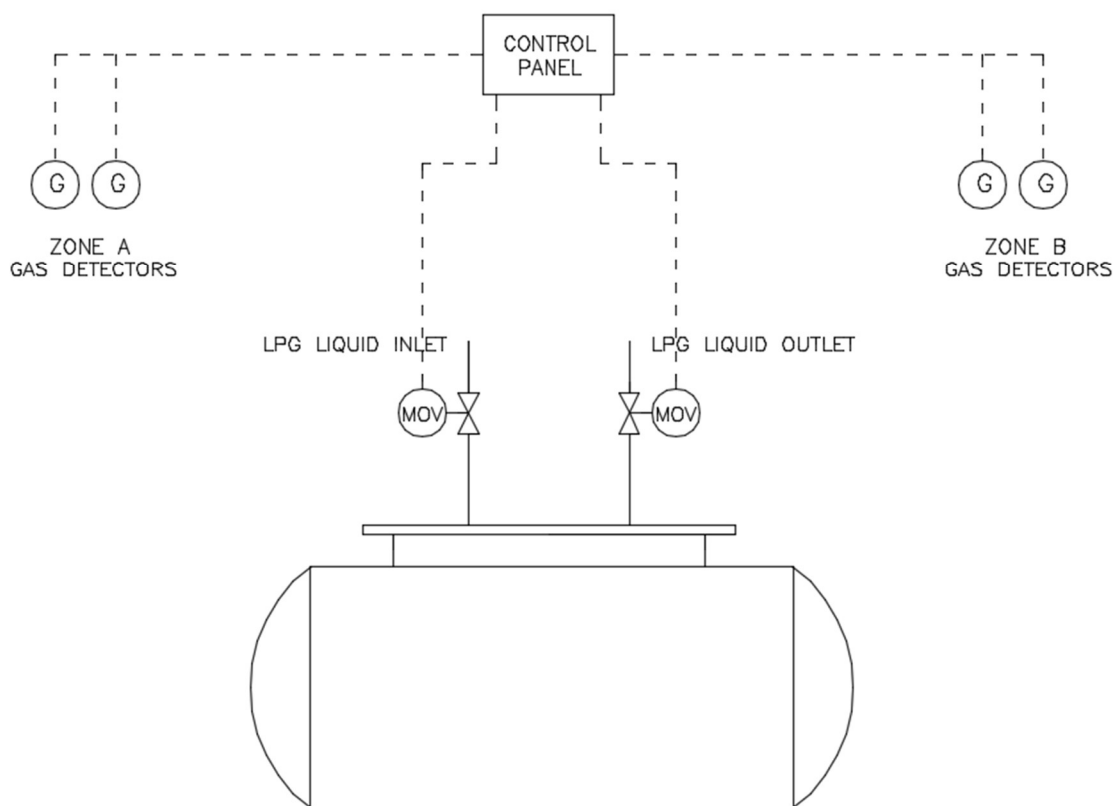 CONTROL
PANEL
G G
G G
ZONE A
GAS DETECTORS
ZONE B
GAS DETECTORS
LPG LIQUID INLET
LPG LIQUID OUTLET
MOV
MOV